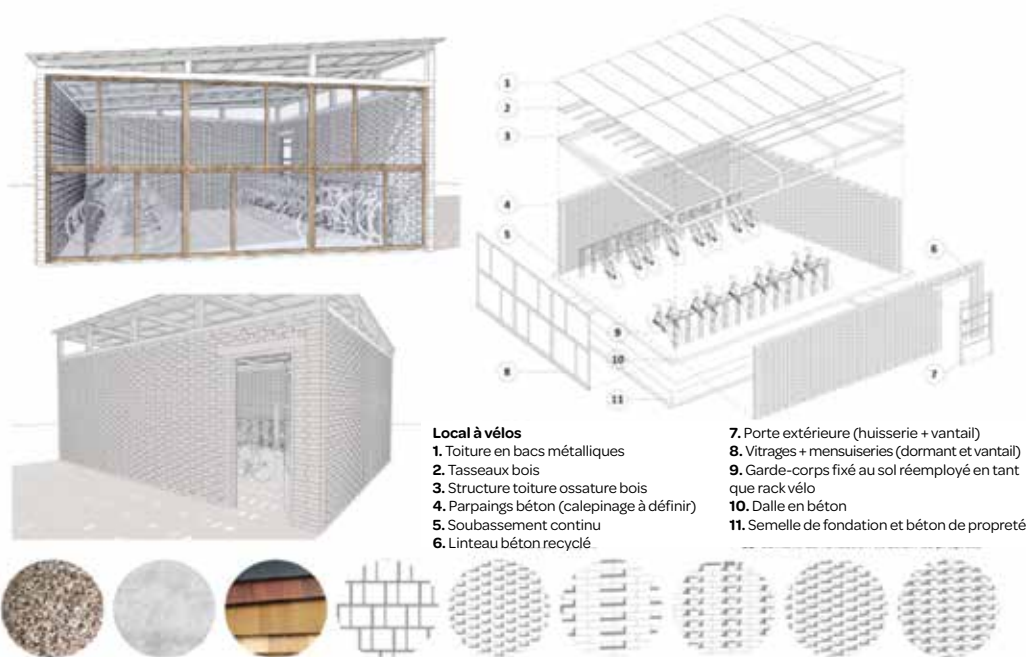 1
2
3
4
5
6
7
8
9
10
11
Local à vélos
1. Toiture en bacs métalliques
2. Tasseaux bois
3. Structure toiture ossature bois
4. Parpaings béton (calepinage à définir)
5. Soubassement continu
6. Linteau béton recyclé
7. Porte extérieure (huisserie + vantail)
8. Vitrages + mensuiseries (dormant et vantail)
9. Garde-corps fixé au sol réemployé en tant
que rack vélo
10. Dalle en béton
11. Semelle de fondation et béton de propreté